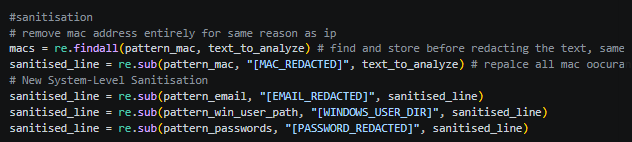 #sanitisation
# remove mac address entirely for same reason as ip
macs = re.findall(pattern_mac, text_to_analyze) # find and store before redacting the text, same
sanitised_line = re.sub(pattern_mac, "[MAC_REDACTED]", text_to_analyze) # repalce all mac oocura
# New System-Level Sanitisation
sanitised_line = re.sub(pattern_email, "[EMAIL_REDACTED]", sanitised_line)
sanitised_line = re.sub(pattern_win_user_path, "[WINDOWS_USER_DIR]", sanitised_line)
sanitised_line = re.sub(pattern_passwords, "[PASSWORD_REDACTED]", sanitised_line)